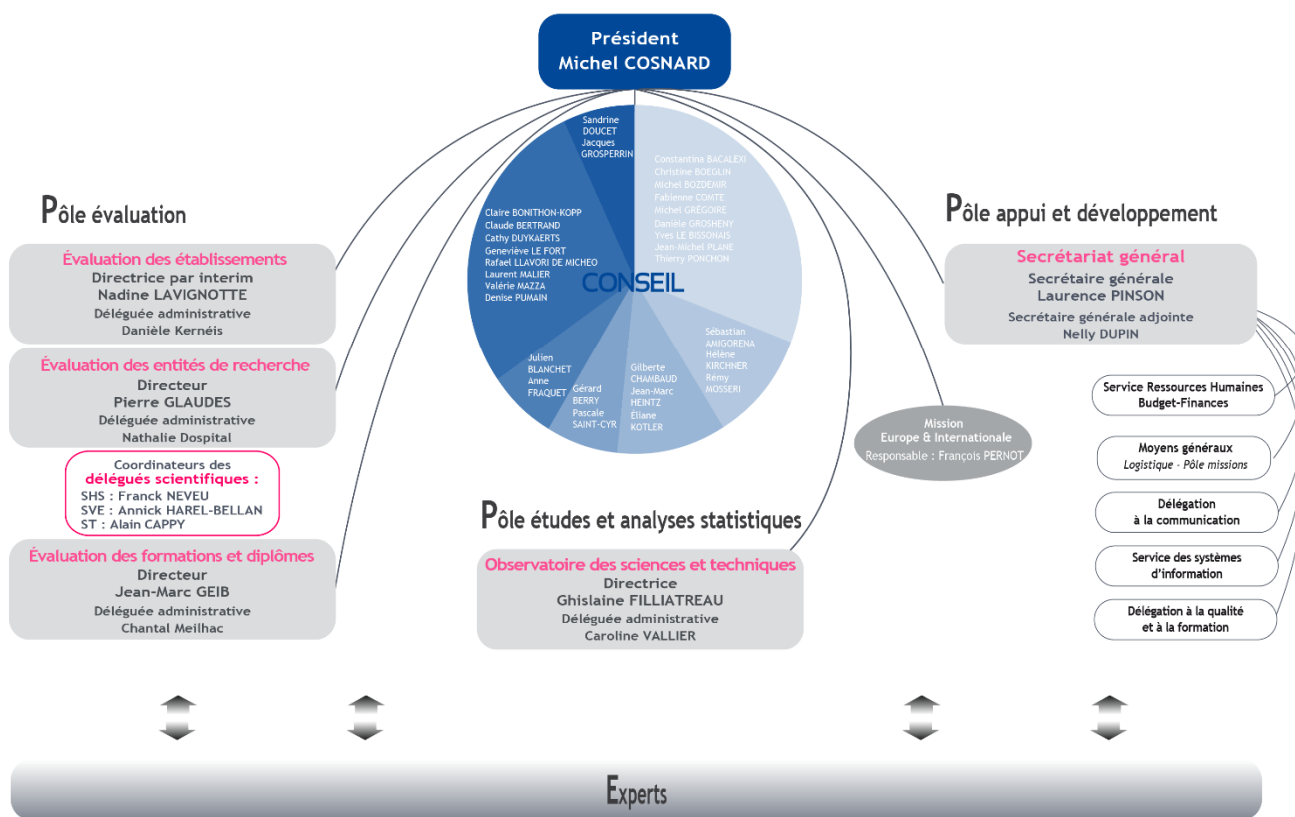 Président
Michel COSNARD
Sandrine
DOUCET
Jacques
GROSPERRIN
Constantina BACALEXI
Christine BOEGLIN
Michel BOZDEMIR
Fabienne COMTE
Michel GRÉGOIRE
Danièle GROSHENY
Yves LE BISSONAIS
Jean-Michel PLANE
Thierry PONCHON
Claire BONITHON-KOPP
Claude BERTRAND
Cathy DUYKAERTS
Geneviève LE FORT
Rafael LLAVORI DE MICHEO
Laurent MALIER
Valérie MAZZA
Denise PUMAIN
CONSEIL
Julien
BLANCHET
Anne
FRAQUET
Gérard
BERRY
Pascale
SAINT-CYR
Gilberte
CHAMBAUD
Jean-Marc
HEINTZ
Éliane
KOTLER
Sébastian
AMIGORENA
Hélène
KIRCHNER
Rémy
MOSSERI
Pôle évaluation
Évaluation des établissements
Directrice par interim
Nadine LAVIGNOTTE
Déléguée administrative
Danièle Kernéis
Évaluation des entités de recherche
Directeur
Pierre GLAUDES
Déléguée administrative
Nathalie Dospital
Coordinateurs des
délégués scientifiques :
SHS : Franck NEVEU
SVE : Annick HAREL-BELLAN
ST : Alain CAPPY
Évaluation des formations et diplômes
Directeur
Jean-Marc GEIB
Déléguée administrative
Chantal Meilhac
Pôle études et analyses statistiques
Observatoire des sciences et techniques
Directrice
Ghislaine FILLIATREAU
Déléguée administrative
Caroline VALLIER
Mission
Europe & Internationale
Responsable : François PERNOT
Pôle appui et développement
Secrétariat général
Secrétaire générale
Laurence PINSON
Secrétaire générale adjointe
Nelly DUPIN
Service Ressources Humaines
Budget-Finances
Moyens généraux
Logistique - Pôle missions
Délégation
à la communication
Service des systèmes
d'information
Délégation à la qualité
et à la formation
Experts